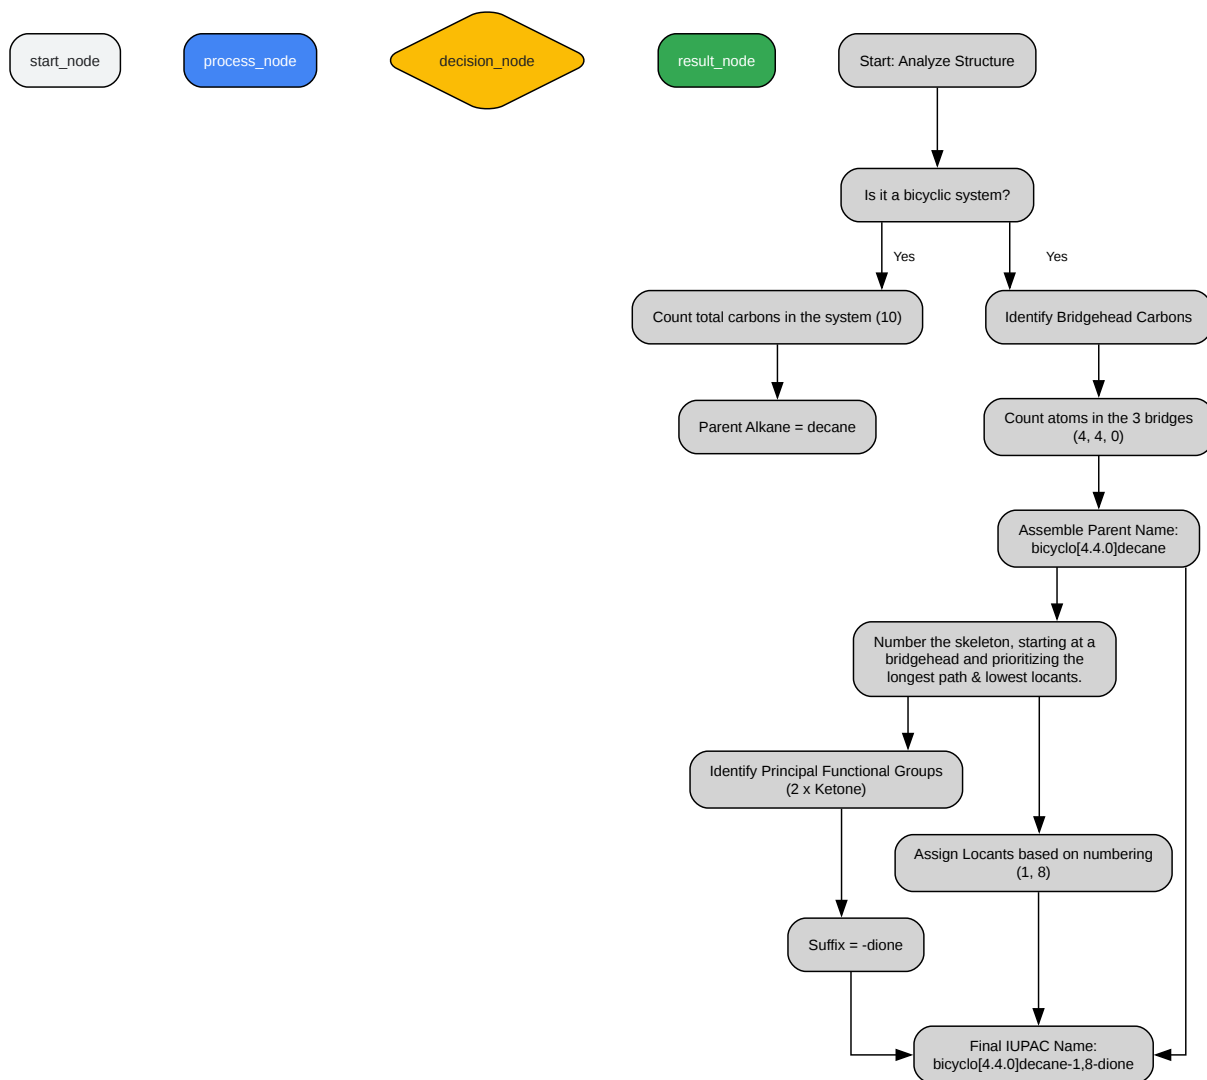 start_node
process_node
decision_node
result_node
Start: Analyze Structure
Is it a bicyclic system?
Yes
Yes
Count total carbons in the system (10)
Identify Bridgehead Carbons
Parent Alkane = decane
Count atoms in the 3 bridges
(4, 4, 0)
Assemble Parent Name:
bicyclo[4.4.0]decane
Number the skeleton, starting at a
bridgehead and prioritizing the
longest path & lowest locants.
Identify Principal Functional Groups
(2 x Ketone)
Assign Locants based on numbering
(1, 8)
Suffix = -dione
Final IUPAC Name:
bicyclo[4.4.0]decane-1,8-dione